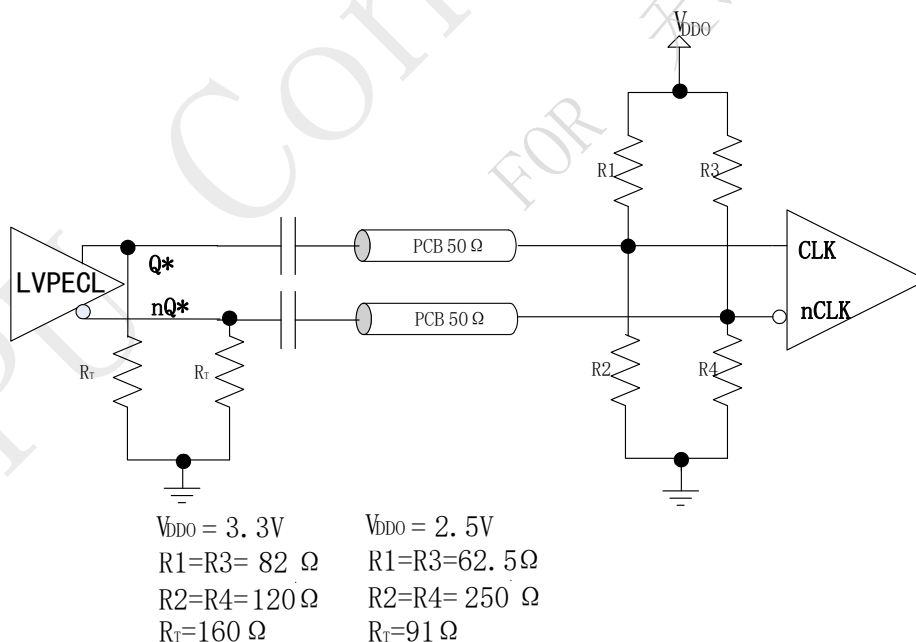 VDDO
R1
R3
PCB 50 Ω
CLK
Q*
LVPECL
nQ*
PCB 50 Ω
nCLK
RT
RT
R2
R4
VDDO = 3.3V
R1=R3= 82 Ω
R2=R4=120Ω
RT=160 Ω
VDDO = 2.5V
R1=R3=62.5Ω
R2=R4= 250 Ω
RT=91Ω
FOR